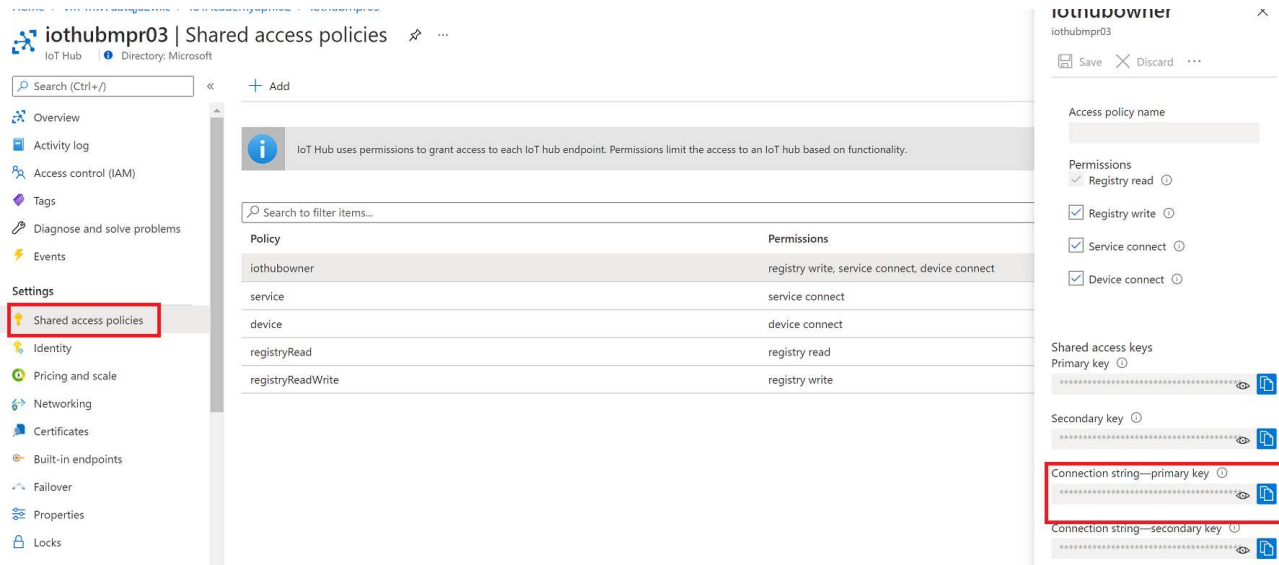 iothubmpr03 | Shared access policies
IoT Hub
Directory: Microsoft
Search (Ctrl+/)
«
Overview
Activity log
Access control (IAM)
Tags
Diagnose and solve problems
Events
Settings
Shared access policies
Identity
Pricing and scale
Networking
Certificates
Built-in endpoints
Failover
Properties
Locks
+ Add
IoT Hub uses permissions to grant access to each IoT hub endpoint. Permissions limit the access to an IoT hub based on functionality.
Search to filter items...
Policy Permissions
iothubowner registry write, service connect, device connect
service service connect
device device connect
registryRead registry read
registryReadWrite registry write
iothubowner
iothubmpr03
Save Discard ...
Access policy name
Permissions
Registry read
Registry write
Service connect
Device connect
Shared access keys
Primary key
Secondary key
Connection string—primary key
Connection string—secondary key